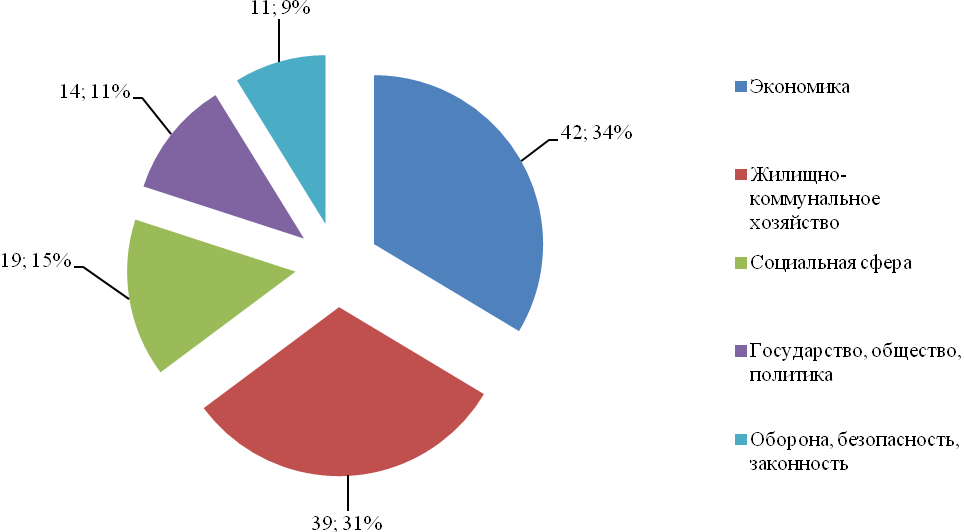 11; 9%
14; 11%
42; 34%
19; 15%
39; 31%
Экономика
Жилищно-
коммунальное
хозяйство
Социальная сфера
Государство, общество,
политика
Оборона, безопасность,
законность